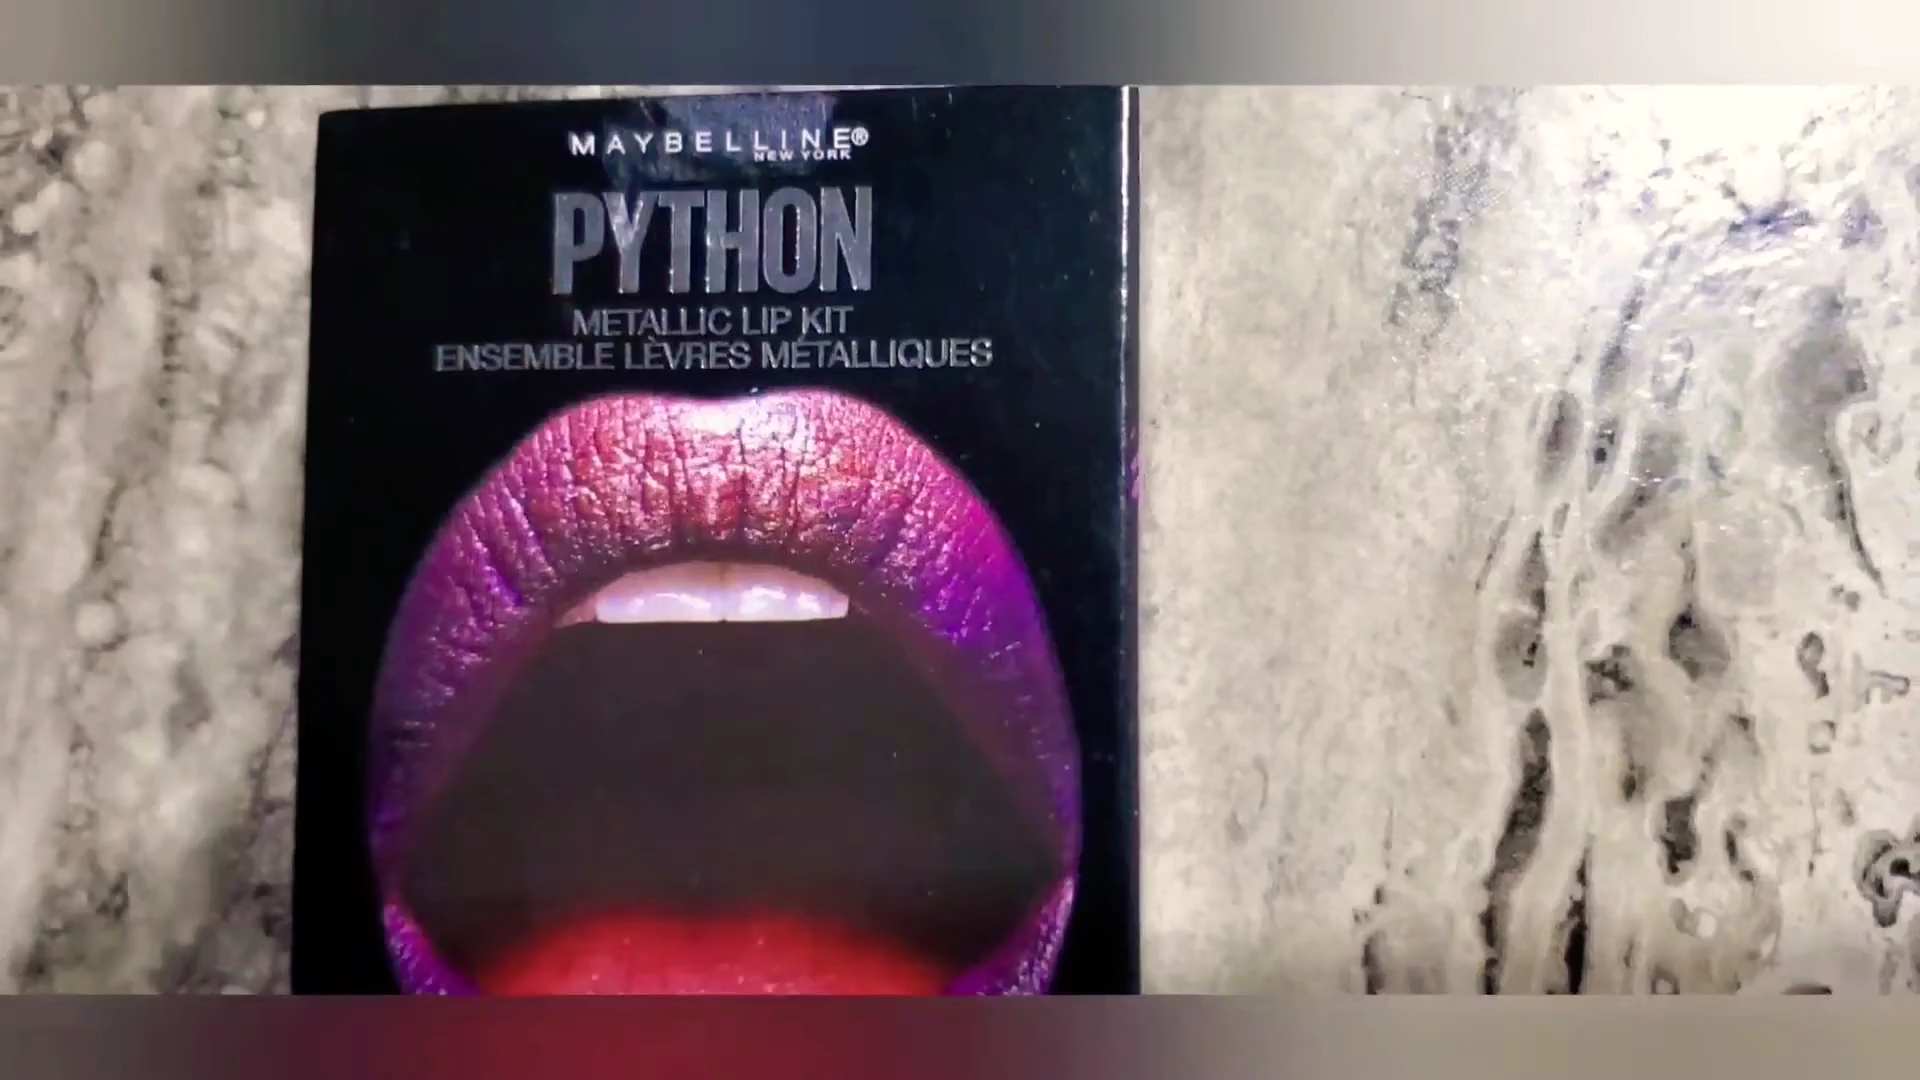 MAYBELLINE®
NEW YORK
PYTHON
METALLIC LIP KIT
ENSEMBLE LÈVRES MÉTALLIQUES